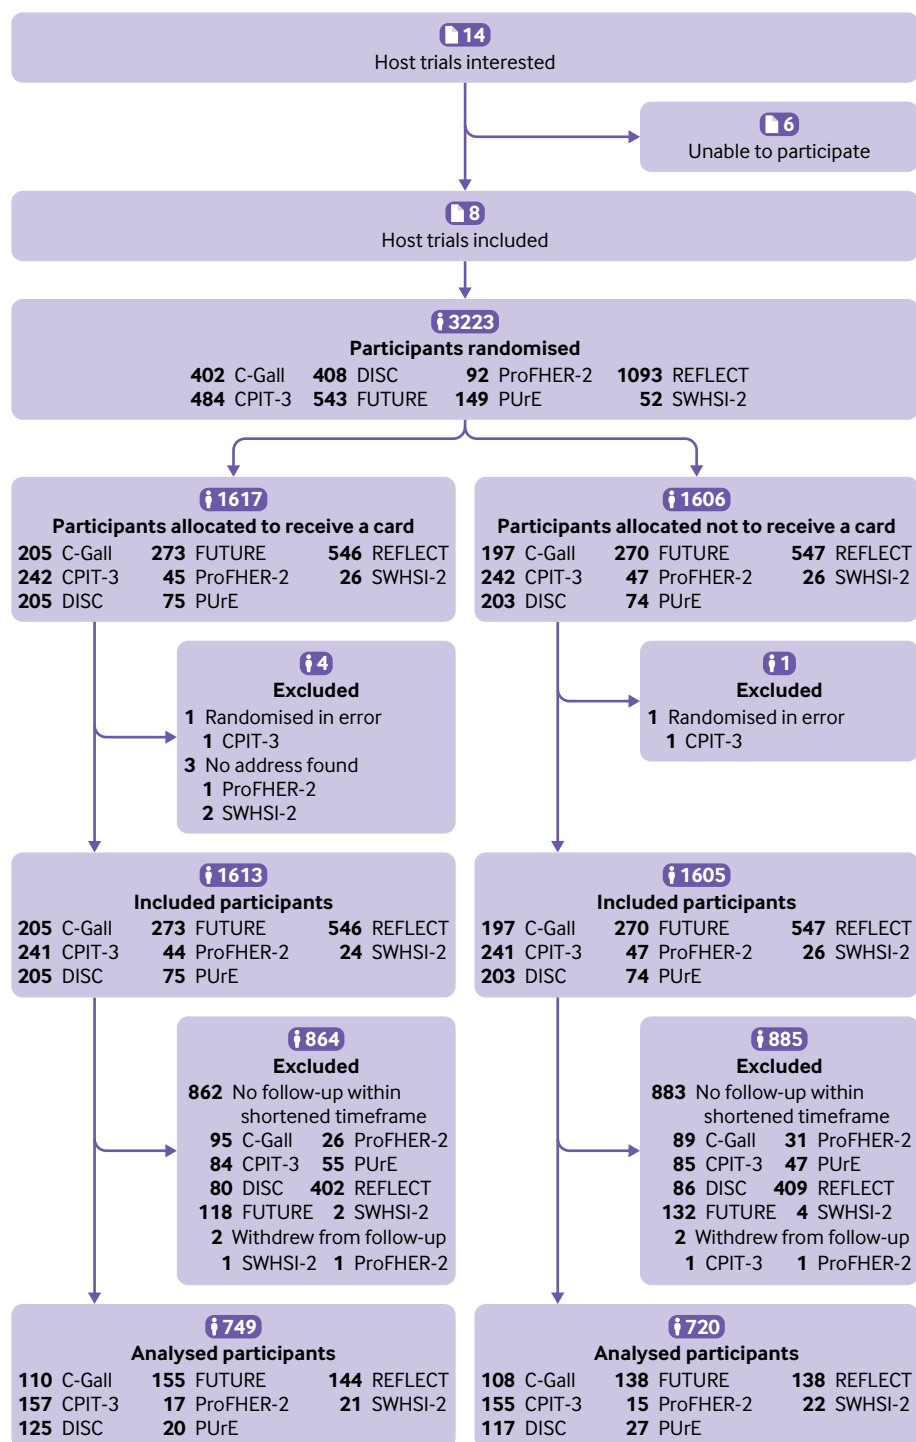 14
Host trials interested
6
Unable to participate
8
Host trials included
3223
Participants randomised
402 C-Gall 408 DISC 92 ProFHER-2 1093 REFLECT
484 CPIT-3 543 FUTURE 149 PUrE 52 SWHSI-2
1617
Participants allocated to receive a card
205 C-Gall 273 FUTURE 546 REFLECT
242 CPIT-3 45 ProFHER-2 26 SWHSI-2
205 DISC 75 PUrE
1606
Participants allocated not to receive a card
197 C-Gall 270 FUTURE 547 REFLECT
242 CPIT-3 47 ProFHER-2 26 SWHSI-2
203 DISC 74 PUrE
4
Excluded
1 Randomised in error
1 CPIT-3
3 No address found
1 ProFHER-2
2 SWHSI-2
1
Excluded
1 Randomised in error
1 CPIT-3
1613
Included participants
205 C-Gall 273 FUTURE 546 REFLECT
241 CPIT-3 44 ProFHER-2 24 SWHSI-2
205 DISC 75 PUrE
1605
Included participants
197 C-Gall 270 FUTURE 547 REFLECT
241 CPIT-3 47 ProFHER-2 26 SWHSI-2
203 DISC 74 PUrE
864
Excluded
862 No follow-up within
shortened timeframe
95 C-Gall 26 ProFHER-2
84 CPIT-3 55 PUrE
80 DISC 402 REFLECT
118 FUTURE 2 SWHSI-2
2 Withdrew from follow-up
1 SWHSI-2 1 ProFHER-2
885
Excluded
883 No follow-up within
shortened timeframe
89 C-Gall 31 ProFHER-2
85 CPIT-3 47 PUrE
86 DISC 409 REFLECT
132 FUTURE 4 SWHSI-2
2 Withdrew from follow-up
1 CPIT-3 1 ProFHER-2
749
Analysed participants
110 C-Gall 155 FUTURE 144 REFLECT
157 CPIT-3 17 ProFHER-2 21 SWHSI-2
125 DISC 20 PUrE
720
Analysed participants
108 C-Gall 138 FUTURE 138 REFLECT
155 CPIT-3 15 ProFHER-2 22 SWHSI-2
117 DISC 27 PUrE